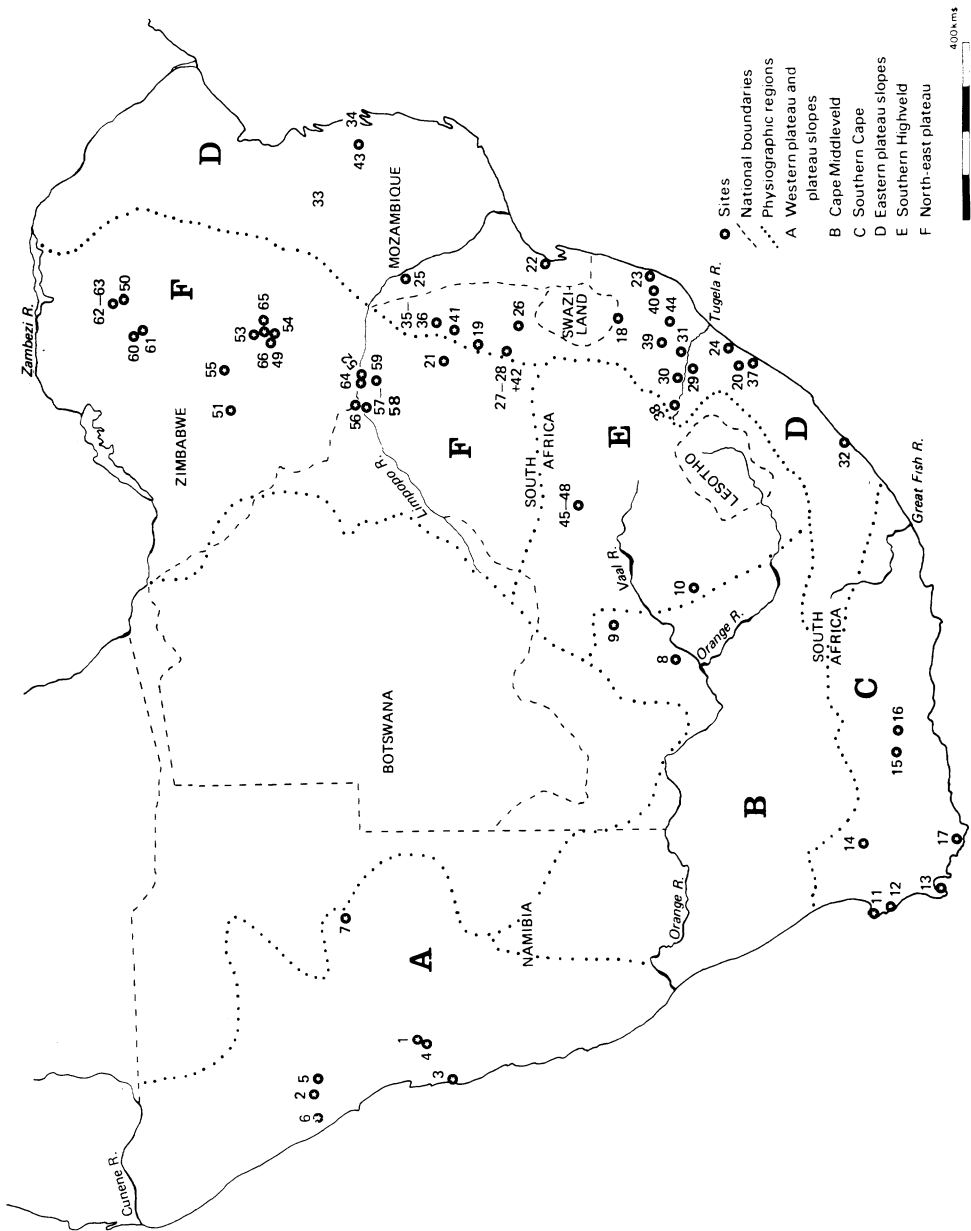 Cunene R.
Zambezi R.
ZIMBABWE
BOTSWANA
NAMIBIA
MOZAMBIQUE
SOUTH
AFRICA
SWAZI-
LAND
LESOTHO
SOUTH
AFRICA
Limpopo R.
Vaal R.
Orange R.
Orange R.
Tugela R.
Great Fish R.
A
B
C
D
D
E
F
F
1
2
3
4
5
6
7
8
9
10
11
12
13
14
15
16
17
18
19
20
21
22
23
24
25
26
27–28
+42
29
30
31
32
33
34
35–
36
37
38
39
40
41
43
44
45–48
49
50
51
52
53
54
55
56
57–
58
59
60
61
62–63
64
65
66
Sites
National boundaries
Physiographic regions
A Western plateau and
plateau slopes
B Cape Middleveld
C Southern Cape
D Eastern plateau slopes
E Southern Highveld
F North-east plateau
400kms